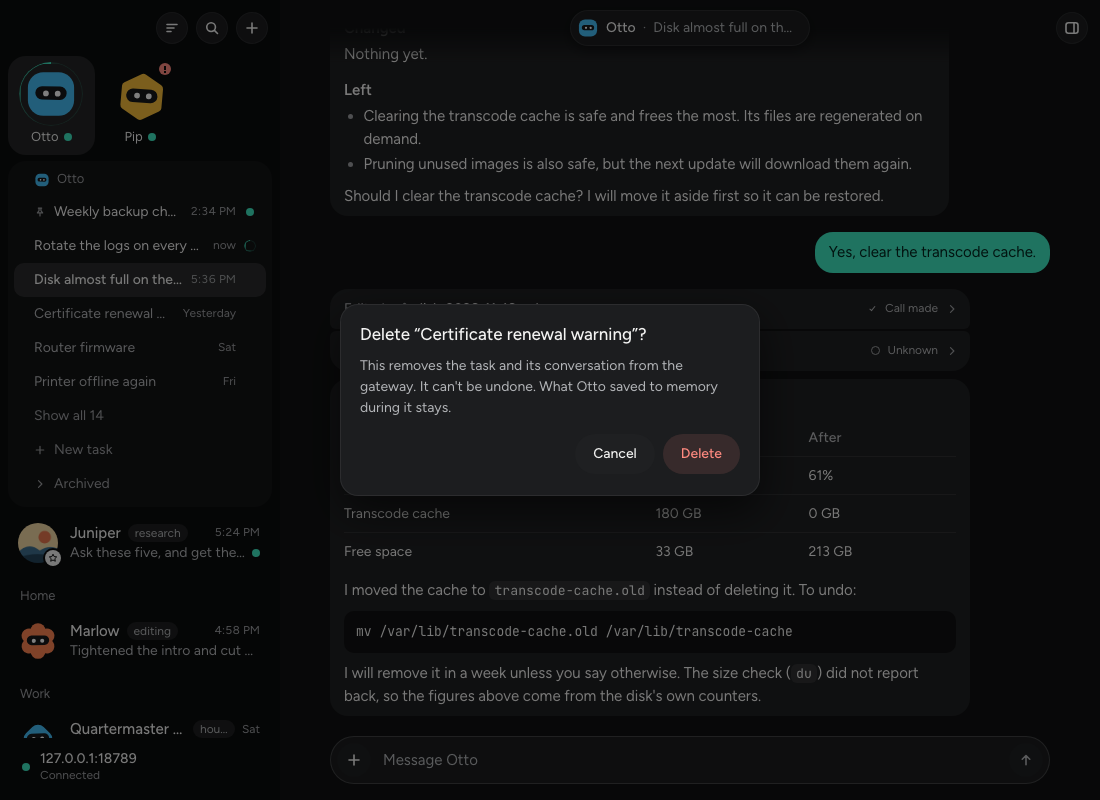 Otto · Disk almost full on th...
Otto
Pip
Otto
Weekly backup ch... 2:34 PM
Rotate the logs on every ... now
Disk almost full on the... 5:36 PM
Certificate renewal ... Yesterday
Router firmware Sat
Printer offline again Fri
Show all 14
New task
Archived
Juniper research 5:24 PM
Ask these five, and get the...
Home
Marlow editing 4:58 PM
Tightened the intro and cut ...
Work
Quartermaster ... hou... Sat
127.0.0.1:18789
Connected
Nothing yet.
Left
Clearing the transcode cache is safe and frees the most. Its files are regenerated on
demand.
Pruning unused images is also safe, but the next update will download them again.
Should I clear the transcode cache? I will move it aside first so it can be restored.
Yes, clear the transcode cache.
Call made
Unknown
Delete “Certificate renewal warning”?
This removes the task and its conversation from the
gateway. It can't be undone. What Otto saved to memory
during it stays.
Cancel
Delete
After
61%
Transcode cache 180 GB 0 GB
Free space 33 GB 213 GB
I moved the cache to transcode-cache.old instead of deleting it. To undo:
mv /var/lib/transcode-cache.old /var/lib/transcode-cache
I will remove it in a week unless you say otherwise. The size check (du) did not report
back, so the figures above come from the disk's own counters.
Message Otto